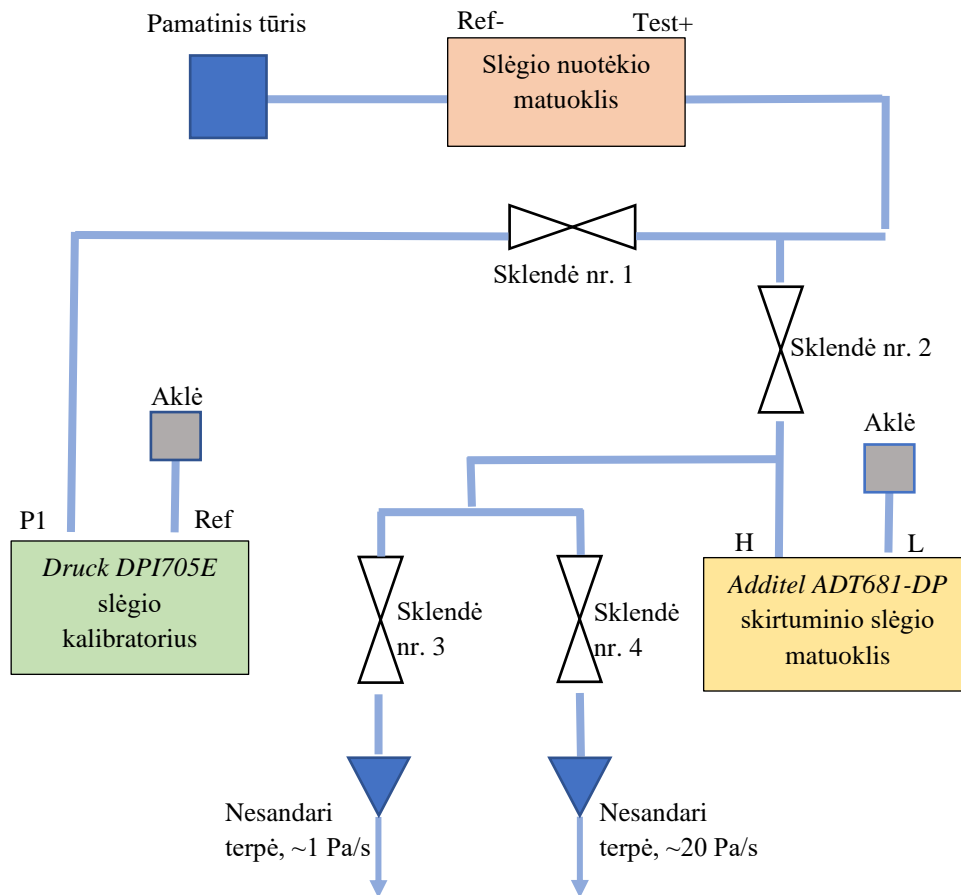 Pamatinis tūris
Ref-
Test+
Slėgio nuotėkio
matuoklis
Sklendė nr. 1
Sklendė nr. 2
Aklė
Aklė
P1
Ref
H
L
Druck DPI705E
slėgio
kalibratorius
Sklendė
nr. 3
Sklendė
nr. 4
Additel ADT681-DP
skirtuminio slėgio
matuoklis
Nesandari
terpė, ~1 Pa/s
Nesandari
terpė, ~20 Pa/s